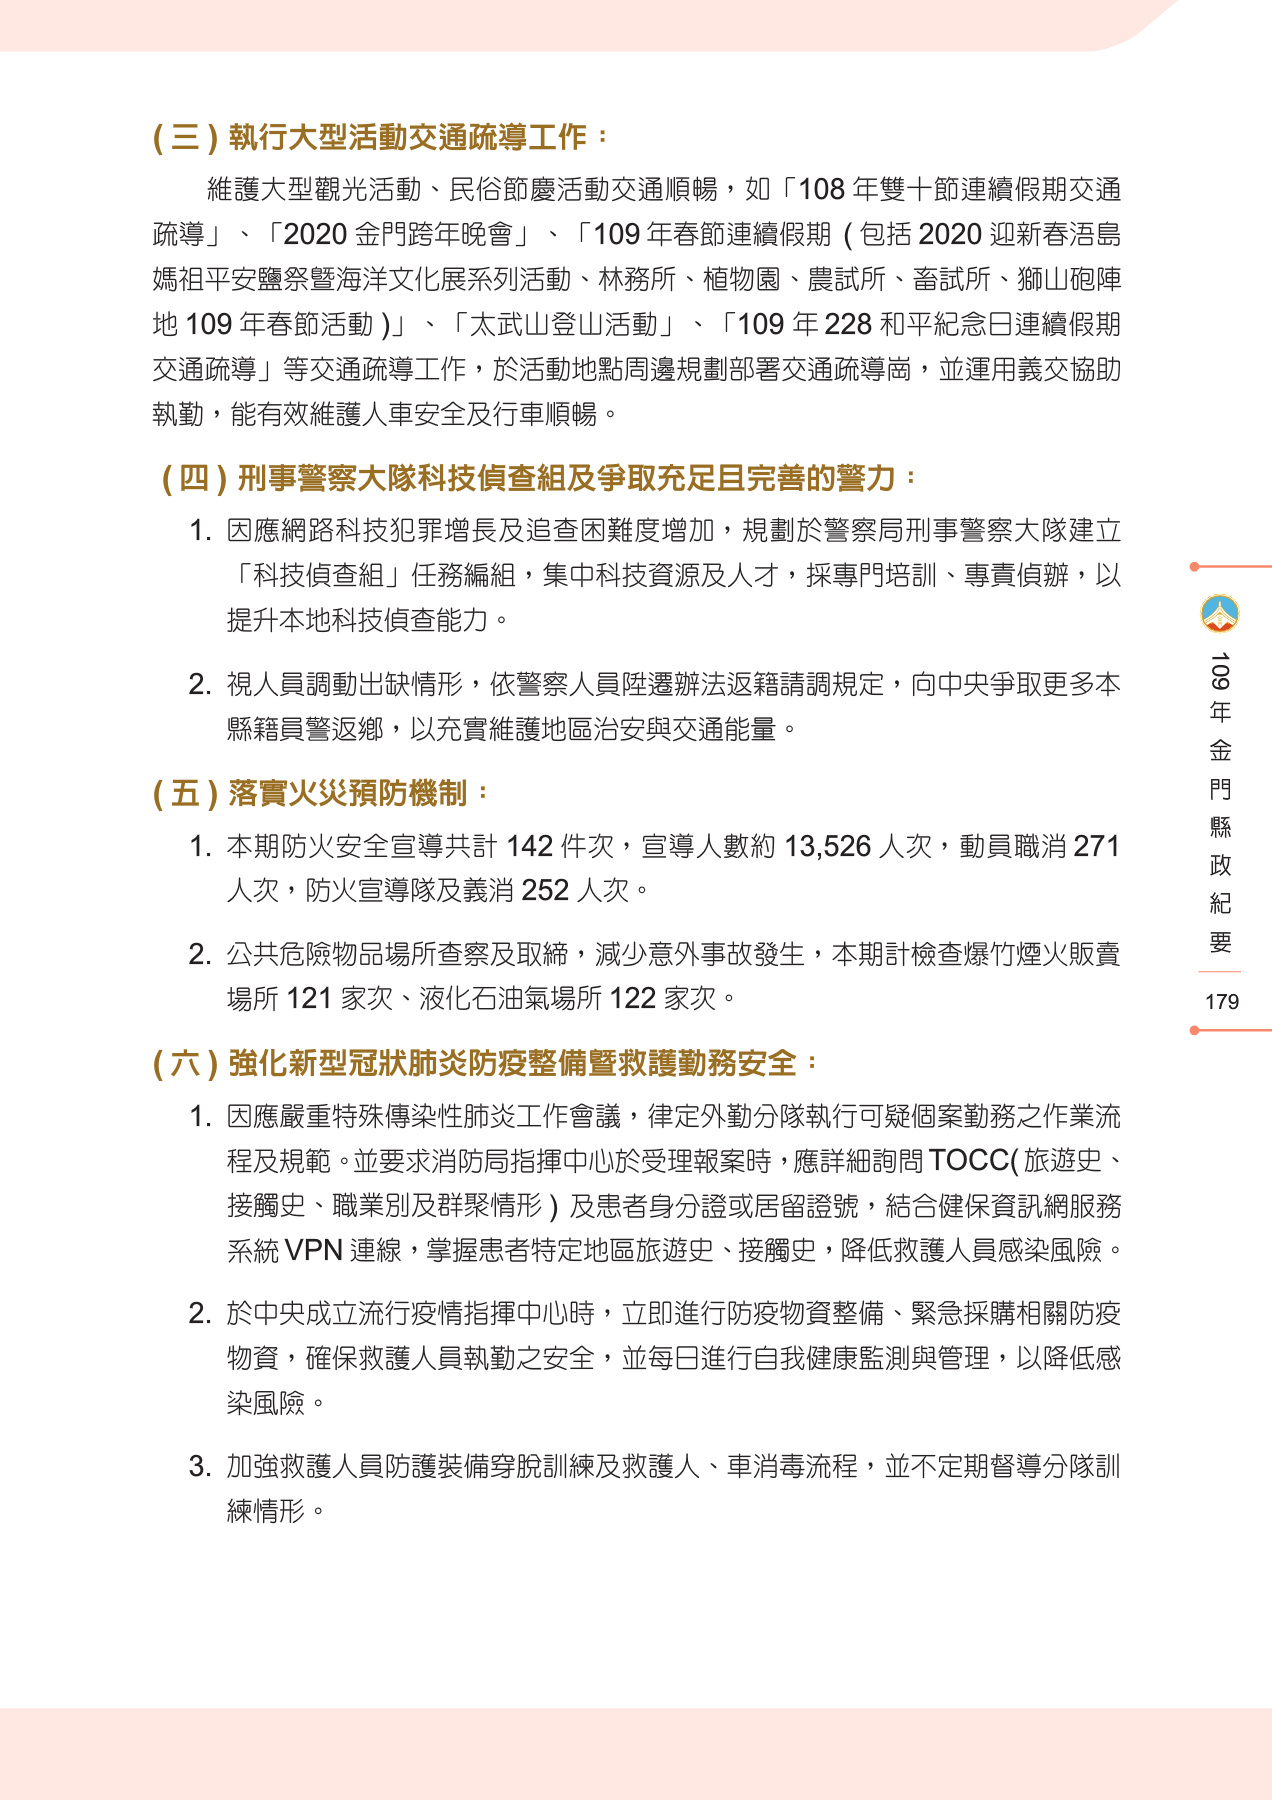 (三)執行大型活動交通疏導工作：
維護大型觀光活動、民俗節慶活動交通順暢，如「108 年雙十節連續假期交通
疏導」、「2020 金門跨年晚會」、「109 年春節連續假期 ( 包括 2020 迎新春浯島
媽祖平安鹽祭暨海洋文化展系列活動、林務所、植物園、農試所、畜試所、獅山砲陣
地 109 年春節活動 )」、「太武山登山活動」、「109 年 228 和平紀念日連續假期
交通疏導」等交通疏導工作，於活動地點周邊規劃部署交通疏導崗，並運用義交協助
執勤，能有效維護人車安全及行車順暢。
(四)刑事警察大隊科技偵查組及爭取充足且完善的警力：
1. 因應網路科技犯罪增長及追查困難度增加，規劃於警察局刑事警察大隊建立
「科技偵查組」任務編組，集中科技資源及人才，採專門培訓、專責偵辦，以
提升本地科技偵查能力。
2. 視人員調動出缺情形，依警察人員陞遷辦法返籍請調規定，向中央爭取更多本
縣籍員警返鄉，以充實維護地區治安與交通能量。
(五)落實火災預防機制：
1. 本期防火安全宣導共計 142 件次，宣導人數約 13,526 人次，動員職消 271
人次，防火宣導隊及義消 252 人次。
2. 公共危險物品場所查察及取締，減少意外事故發生，本期計檢查爆竹煙火販賣
場所 121 家次、液化石油氣場所 122 家次。
(六)強化新型冠狀肺炎防疫整備暨救護勤務安全：
1. 因應嚴重特殊傳染性肺炎工作會議，律定外勤分隊執行可疑個案勤務之作業流
程及規範。並要求消防局指揮中心於受理報案時，應詳細詢問 TOCC( 旅遊史、
接觸史、職業別及群聚情形 ) 及患者身分證或居留證號，結合健保資訊網服務
系統 VPN 連線，掌握患者特定地區旅遊史、接觸史，降低救護人員感染風險。
2. 於中央成立流行疫情指揮中心時，立即進行防疫物資整備、緊急採購相關防疫
物資，確保救護人員執勤之安全，並每日進行自我健康監測與管理，以降低感
染風險。
3. 加強救護人員防護裝備穿脫訓練及救護人、車消毒流程，並不定期督導分隊訓
練情形。
109年金門縣政紀要
179